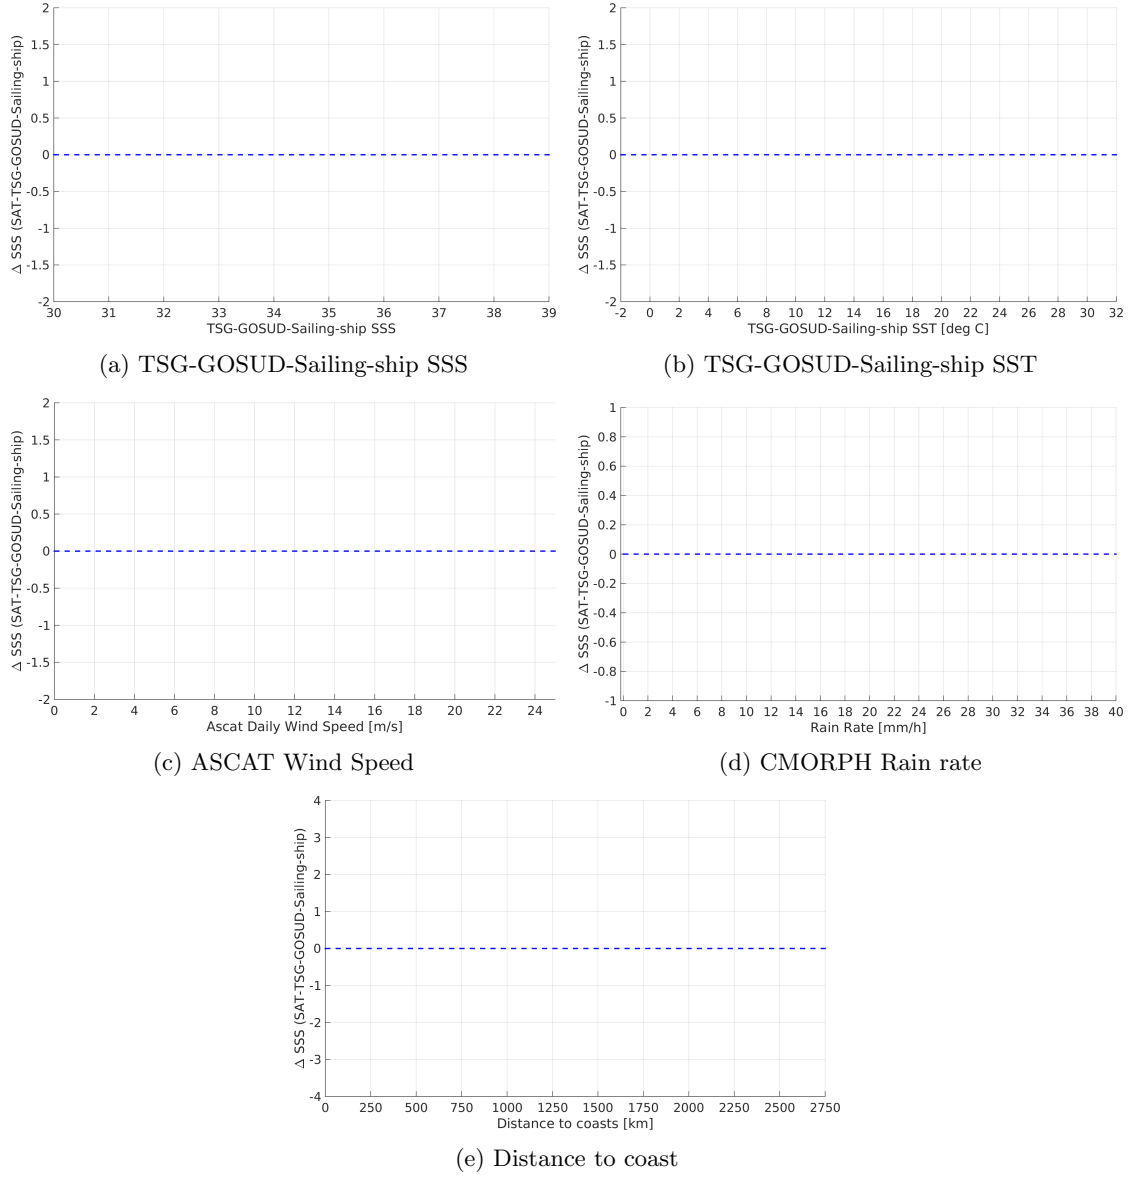 2
1.5
1
0.5
0
-0.5
-1
-1.5
-2
Δ SSS (SAT-TSG-GOSUD-Sailing-ship)
30 31 32 33 34 35 36 37 38 39
TSG-GOSUD-Sailing-ship SSS
(a) TSG-GOSUD-Sailing-ship SSS
2
1.5
1
0.5
0
-0.5
-1
-1.5
-2
Δ SSS (SAT-TSG-GOSUD-Sailing-ship)
-2 0 2 4 6 8 10 12 14 16 18 20 22 24 26 28 30 32
TSG-GOSUD-Sailing-ship SST [deg C]
(b) TSG-GOSUD-Sailing-ship SST
2
1.5
1
0.5
0
-0.5
-1
-1.5
-2
Δ SSS (SAT-TSG-GOSUD-Sailing-ship)
0 2 4 6 8 10 12 14 16 18 20 22 24
Ascat Daily Wind Speed [m/s]
(c) ASCAT Wind Speed
1
0.8
0.6
0.4
0.2
0
-0.2
-0.4
-0.6
-0.8
-1
Δ SSS (SAT-TSG-GOSUD-Sailing-ship)
0 2 4 6 8 10 12 14 16 18 20 22 24 26 28 30 32 34 36 38 40
Rain Rate [mm/h]
(d) CMORPH Rain rate
4
3
2
1
0
-1
-2
-3
-4
Δ SSS (SAT-TSG-GOSUD-Sailing-ship)
0 250 500 750 1000 1250 1500 1750 2000 2250 2500 2750
Distance to coasts [km]
(e) Distance to coast